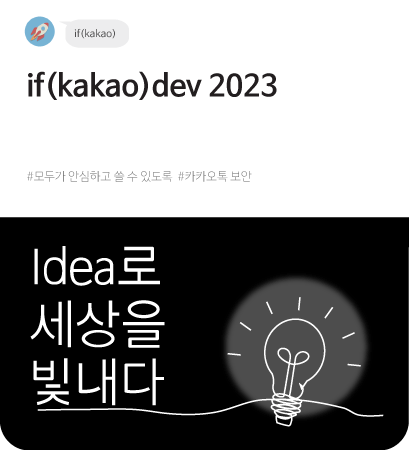 if(kakao)
if(kakao)dev 2023
#모두가 안심하고 쓸 수 있도록 #카카오톡 보안
Idea로
세상을
빛내다